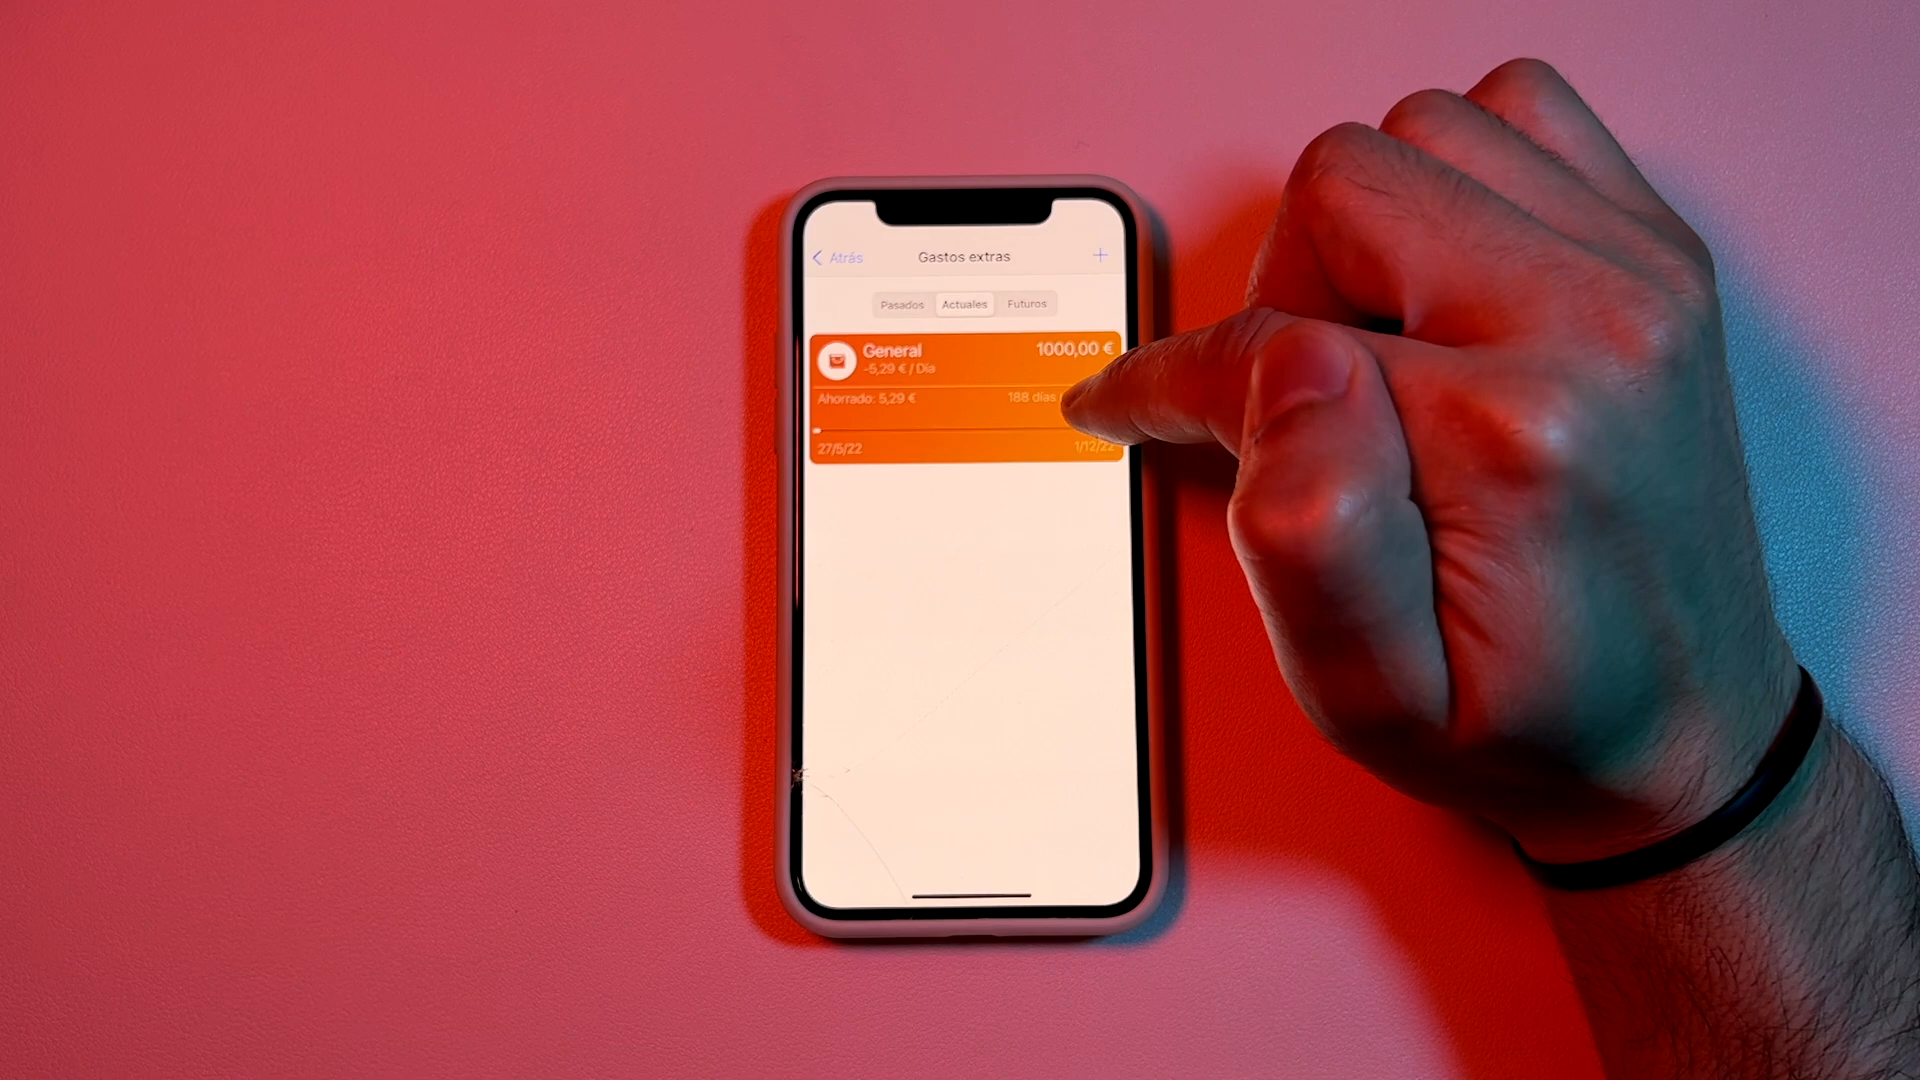 Atrás
Gastos extras
+
Pasados Actuales Futuros
General 1000,00 €
-5,29 € / Día
Ahorrado: 5,29 € 188 días
27/5/22 1/12/22